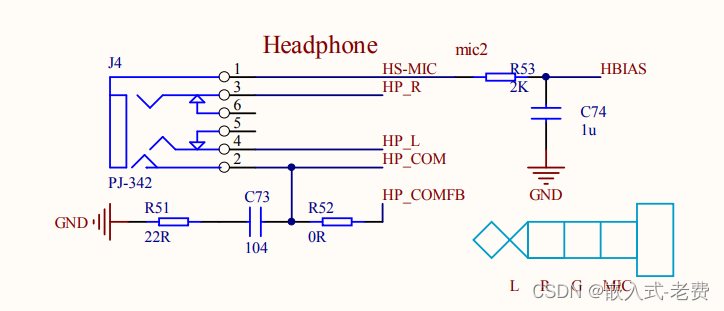 Headphone
mic2
J4
1
HS-MIC
R53
HBIAS
3
HP_R
2K
6
C74
5
1u
4
HP_L
2
HP_COM
GND
PJ-342
C73
HP_COMFB
R51
R52
GND
22R
104
0R
L R G MIC
CSDN @嵌入式-老费